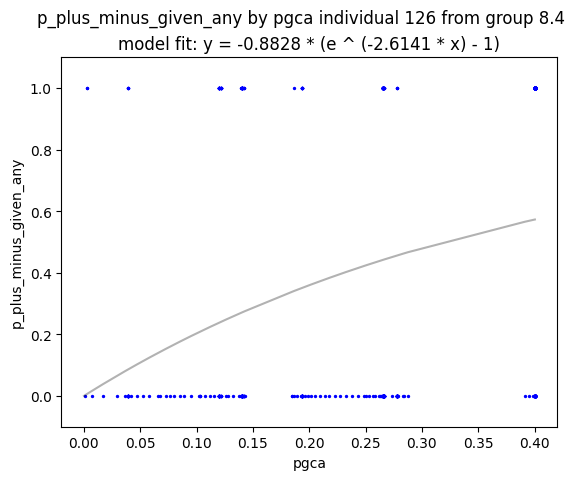 p_plus_minus_given_any by pgca individual 126 from group 8.4
model fit: y = -0.8828 * (e ^ (-2.6141 * x) - 1)
1.0
0.8
0.6
0.4
0.2
0.0
p_plus_minus_given_any
0.00 0.05 0.10 0.15 0.20 0.25 0.30 0.35 0.40
pgca